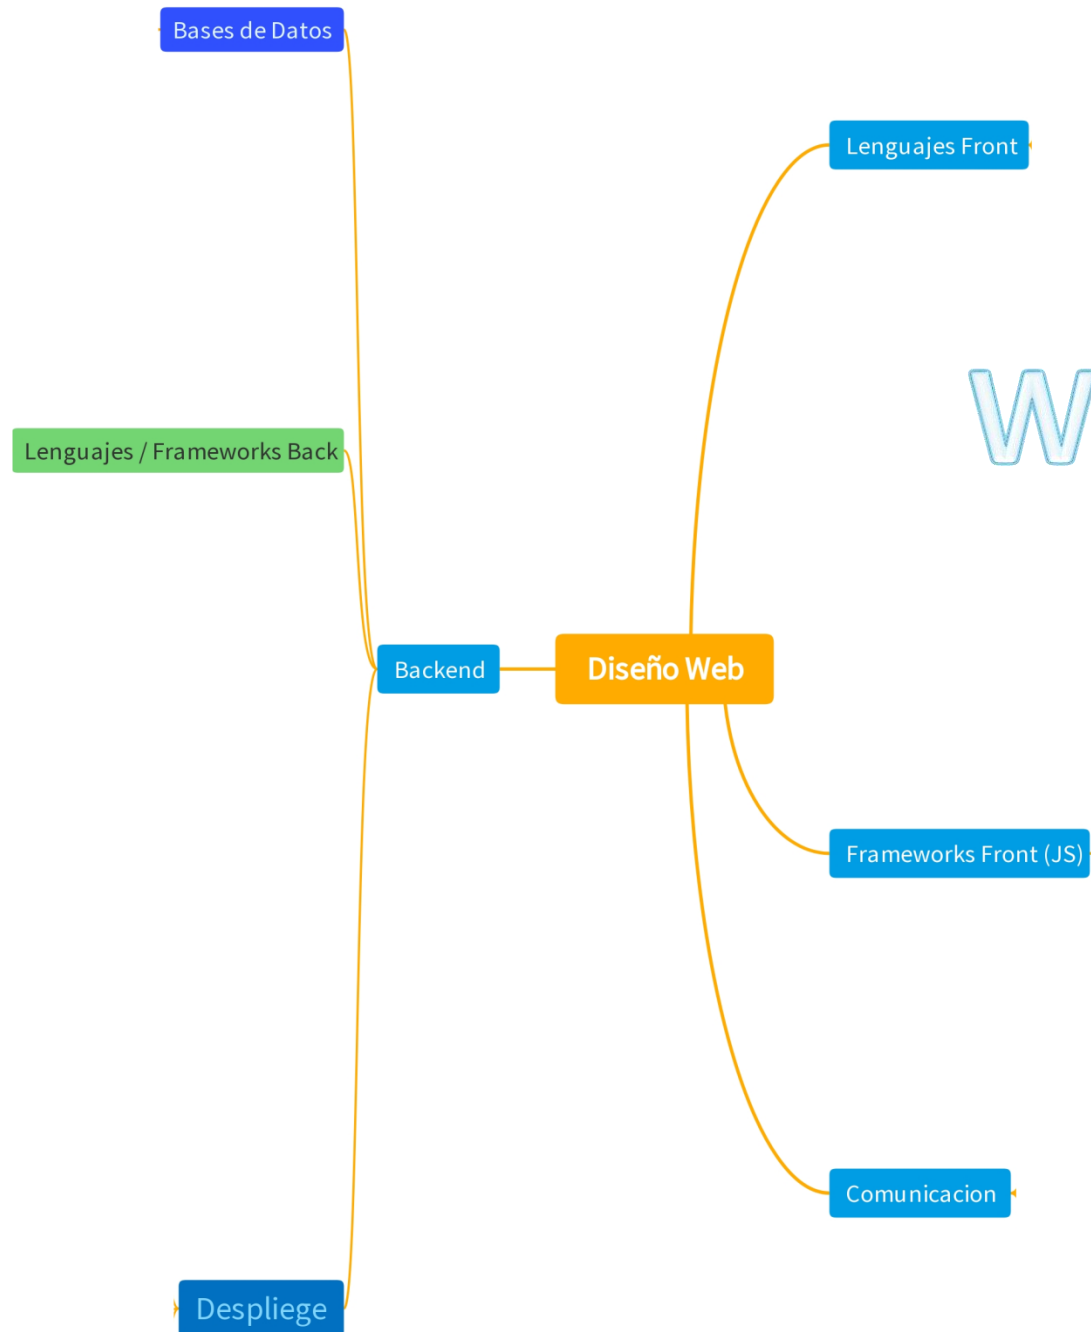 Bases de Datos
Lenguajes Front
W
Lenguajes / Frameworks Back
Backend
Diseño Web
Frameworks Front (JS)
Comunicacion
Despliege